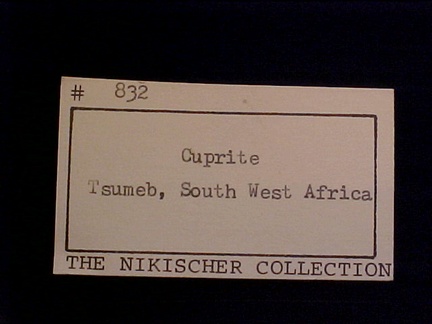 # 832
Cuprite
Tsumeb, South West Africa
THE NIKISCHER COLLECTION